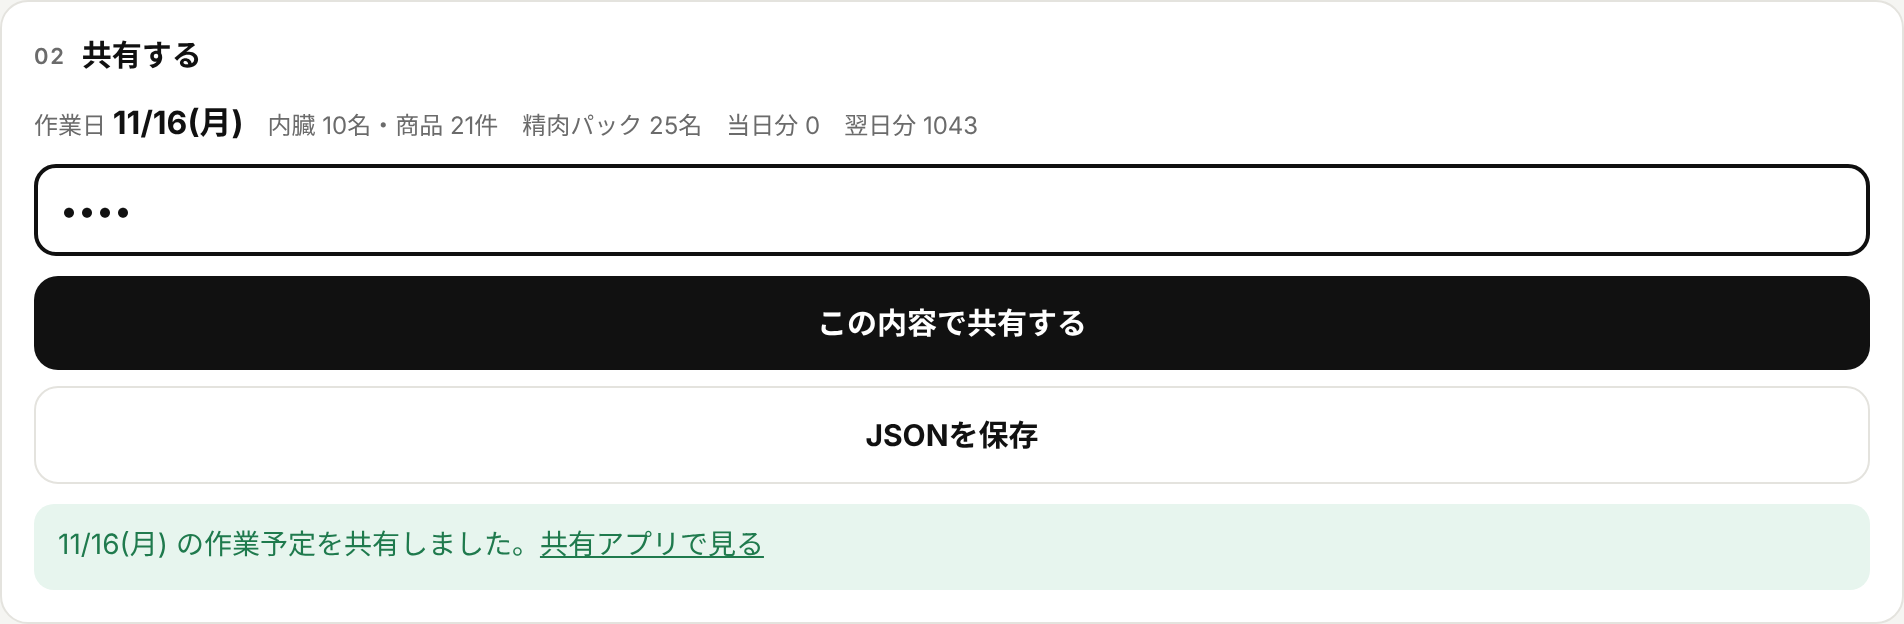 02 共有する
作業日 11/16(月) 内臓 10名・商品 21件 精肉パック 25名 当日分 0 翌日分 1043
••••
この内容で共有する
JSONを保存
11/16(月) の作業予定を共有しました。共有アプリで見る